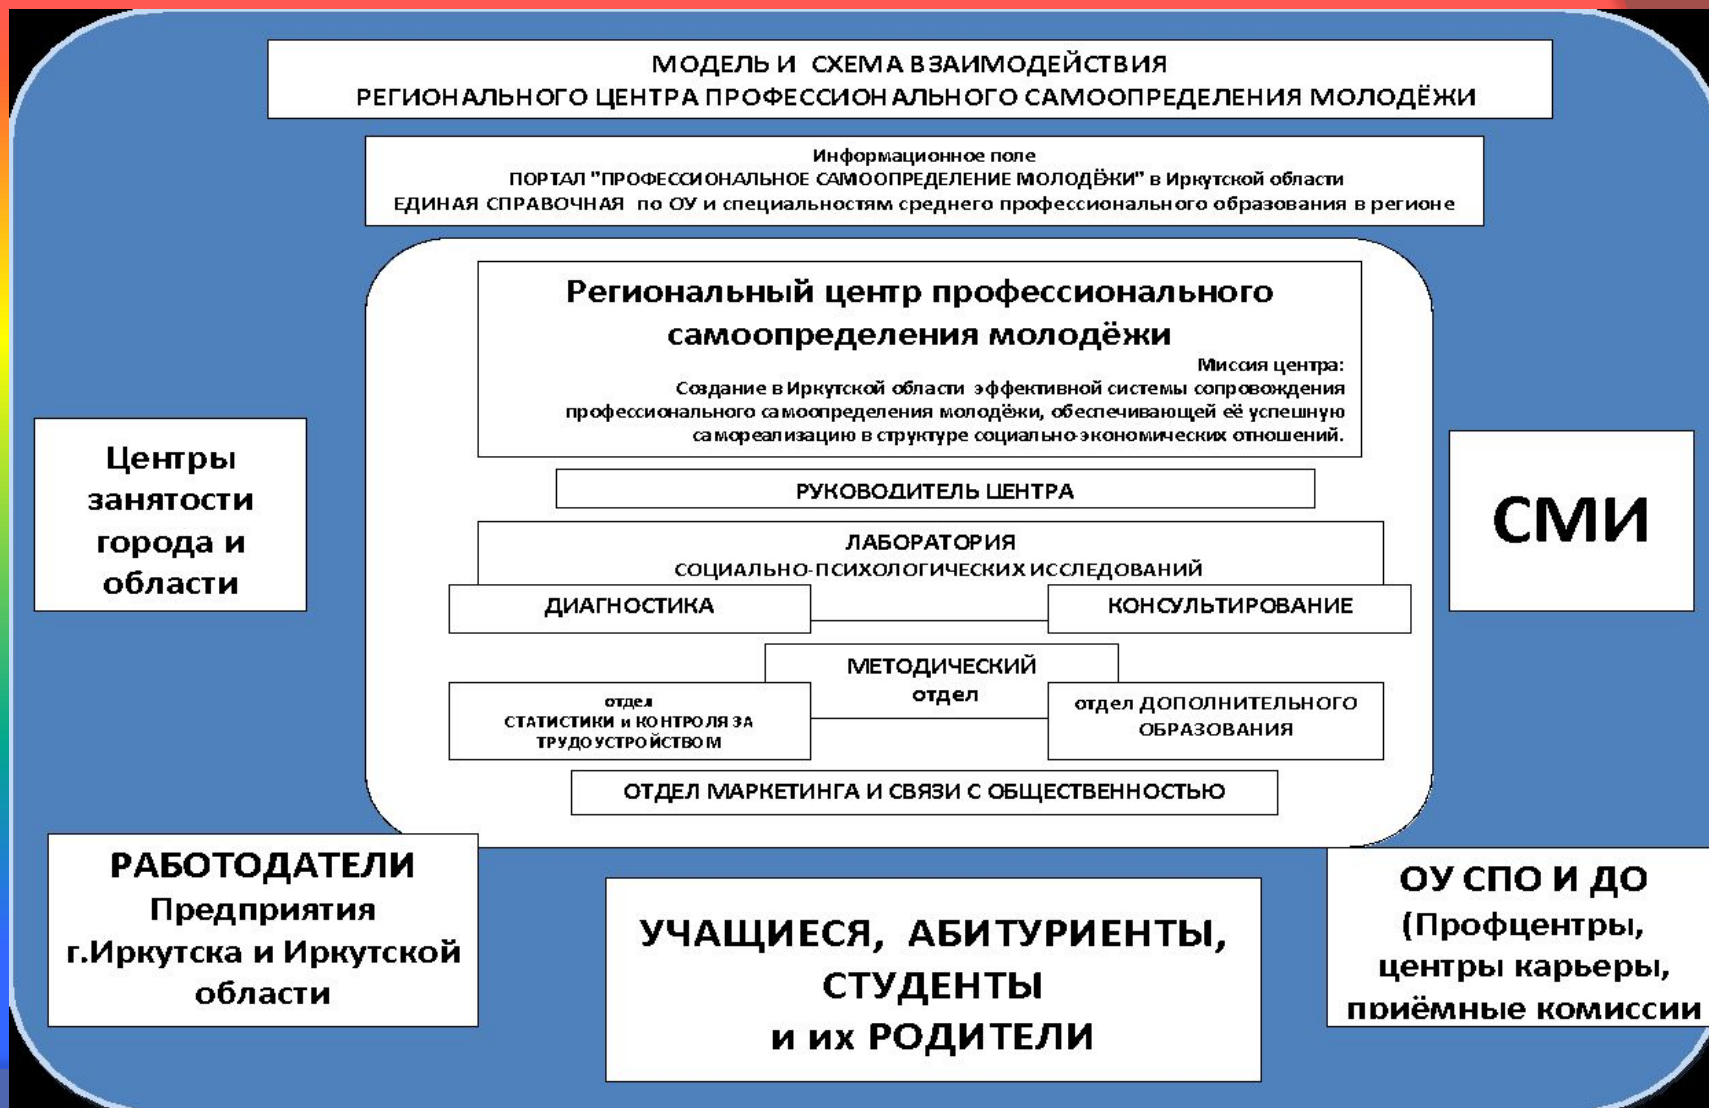 МОДЕЛЬ И СХЕМА ВЗАИМОДЕЙСТВИЯ
РЕГИОНАЛЬНОГО ЦЕНТРА ПРОФЕССИОНАЛЬНОГО САМООПРЕДЕЛЕНИЯ МОЛОДЁЖИ
Информационное поле
ПОРТАЛ "ПРОФЕССИОНАЛЬНОЕ САМООПРЕДЕЛЕНИЕ МОЛОДЁЖИ" в Иркутской области
ЕДИНАЯ СПРАВОЧНАЯ по ОУ и специальностям среднего профессионального образования в регионе
Региональный центр профессионального
самоопределения молодёжи
Миссия центра:
Создание в Иркутской области эффективной системы сопровождения
профессионального самоопределения молодёжи, обеспечивающей её успешную
самореализацию в структуре социально-экономических отношений.
РУКОВОДИТЕЛЬ ЦЕНТРА
ЛАБОРАТОРИЯ
СОЦИАЛЬНО-ПСИХОЛОГИЧЕСКИХ ИССЛЕДОВАНИЙ
ДИАГНОСТИКА
КОНСУЛЬТИРОВАНИЕ
МЕТОДИЧЕСКИЙ
отдел
отдел
СТАТИСТИКИ и КОНТРОЛЯ ЗА
ТРУДОУСТРОЙСТВОМ
отдел ДОПОЛНИТЕЛЬНОГО
ОБРАЗОВАНИЯ
ОТДЕЛ МАРКЕТИНГА И СВЯЗИ С ОБЩЕСТВЕННОСТЬЮ
Центры
занятости
города и
области
СМИ
РАБОТОДАТЕЛИ
Предприятия
г.Иркутска и Иркутской
области
УЧАЩИЕСЯ, АБИТУРИЕНТЫ,
СТУДЕНТЫ
и их РОДИТЕЛИ
ОУ СПО И ДО
(Профцентры,
центры карьеры,
приёмные комиссии